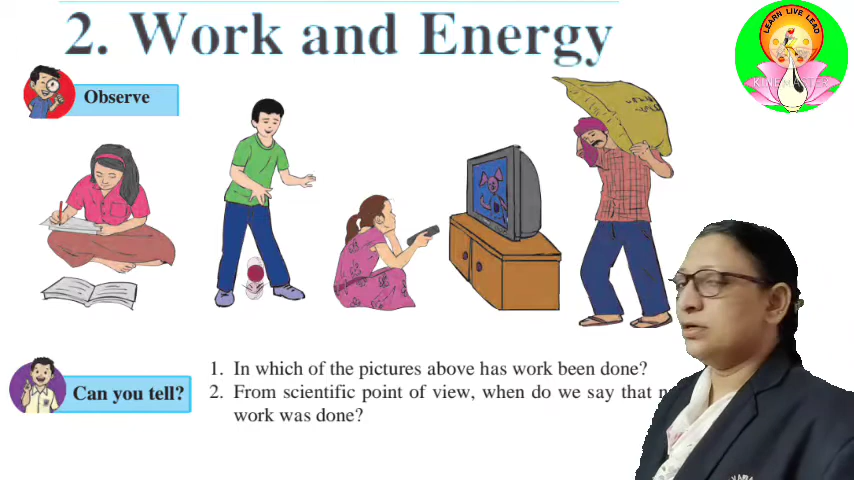 LEARN LIVE LEAD
2. Work and Energy
KINEMASTER
Observe
1. In which of the pictures above has work been done?
Can you tell?
2. From scientific point of view, when do we say that
work was done?